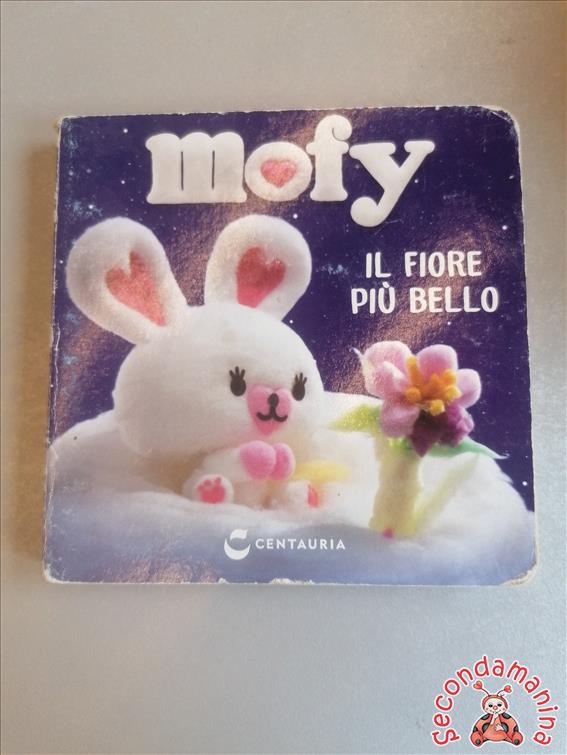 mofy
IL FIORE
PIÙ BELLO
CENTAURIA
Secondamanina